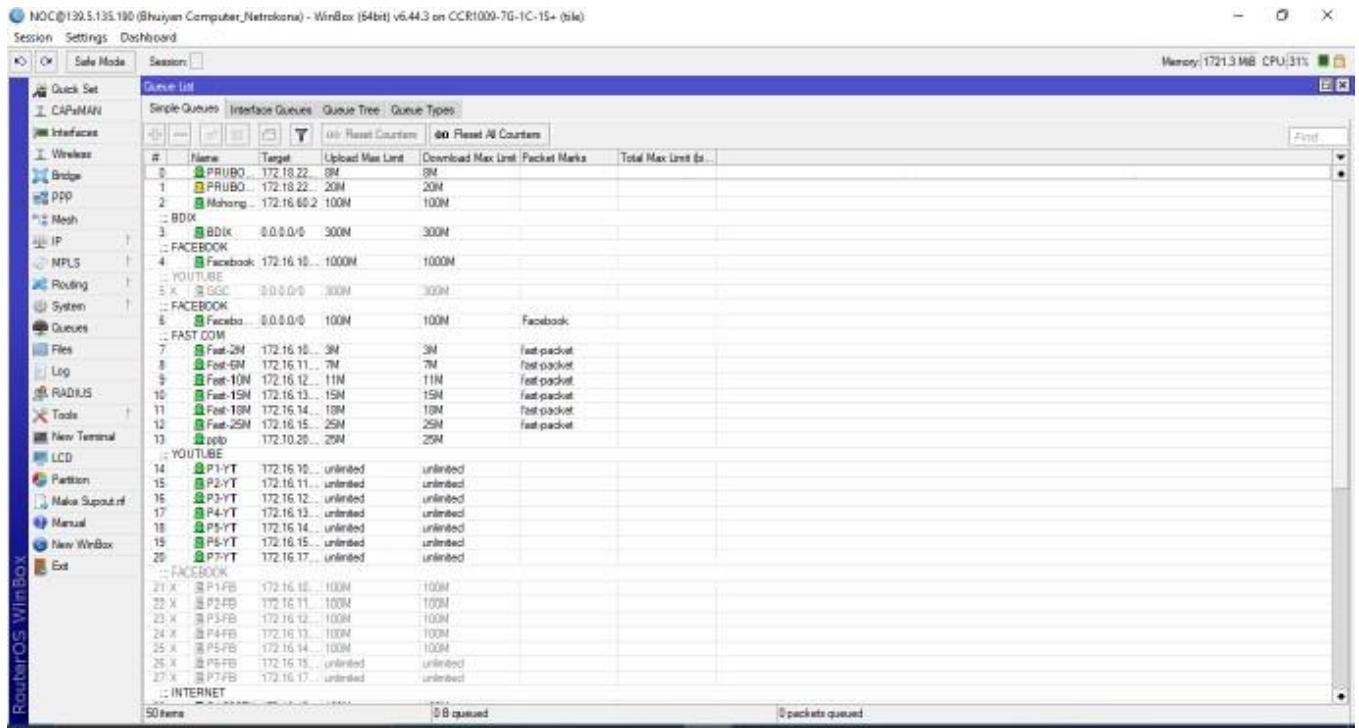 NOC@139.5.135.190 (Bhuiyan Computer_Netrokona) - WinBox (64bit) v6.44.3 on CCR1009-7G-1C-1S+ (tile)
Session Settings Dashboard
Safe Mode Session: Memory: 1721.3 MiB CPU: 31%
Quick Set
CAPsMAN
Interfaces
Wireless
Bridge
PPP
Mesh
IP
MPLS
Routing
System
Queues
Files
Log
RADIUS
Tools
New Terminal
LCD
Partition
Make Supout.rif
Manual
New WinBox
Exit
RouterOS WinBox
Queue List
Simple Queues Interface Queues Queue Tree Queue Types
00 Reset Counters 00 Reset All Counters Find
# Name Target Upload Max Limit Download Max Limit Packet Marks Total Max Limit (bi...
0 PRUBO... 172.18.22... 8M 8M
1 PRUBO... 172.18.22... 20M 20M
2 Mohong... 172.16.60.2 100M 100M
::: BDIX
3 BDIX 0.0.0.0/0 300M 300M
::: FACEBOOK
4 Facebook 172.16.10... 1000M 1000M
::: YOUTUBE
5 X GGC 0.0.0.0/0 300M 300M
::: FACEBOOK
6 Facebo... 0.0.0.0/0 100M 100M Facebook
::: FAST.COM
7 Fast-2M 172.16.10... 3M 3M fast-packet
8 Fast-6M 172.16.11... 7M 7M fast-packet
9 Fast-10M 172.16.12... 11M 11M fast-packet
10 Fast-15M 172.16.13... 15M 15M fast-packet
11 Fast-18M 172.16.14... 18M 18M fast-packet
12 Fast-25M 172.16.15... 25M 25M fast-packet
13 pptp 172.10.20... 25M 25M
::: YOUTUBE
14 P1-YT 172.16.10... unlimited unlimited
15 P2-YT 172.16.11... unlimited unlimited
16 P3-YT 172.16.12... unlimited unlimited
17 P4-YT 172.16.13... unlimited unlimited
18 P5-YT 172.16.14... unlimited unlimited
19 P6-YT 172.16.15... unlimited unlimited
20 P7-YT 172.16.17... unlimited unlimited
::: FACEBOOK
21 X P1-FB 172.16.10... 100M 100M
22 X P2-FB 172.16.11... 100M 100M
23 X P3-FB 172.16.12... 100M 100M
24 X P4-FB 172.16.13... 100M 100M
25 X P5-FB 172.16.14... 100M 100M
26 X P6-FB 172.16.15... unlimited unlimited
27 X P7-FB 172.16.17... unlimited unlimited
::: INTERNET
50 items 0 B queued 0 packets queued